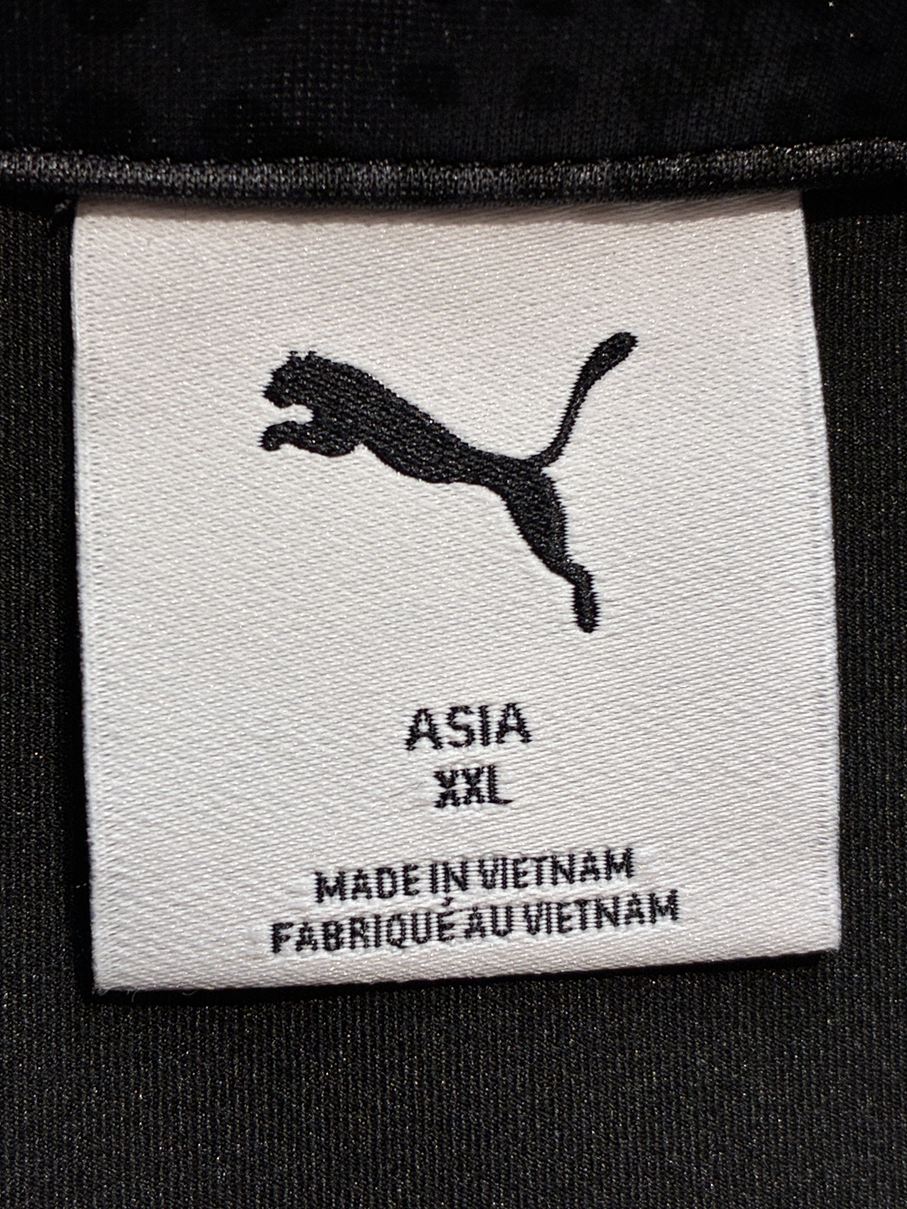 ASIA
XXL
MADE IN VIETNAM
FABRIQUÉ AU VIETNAM